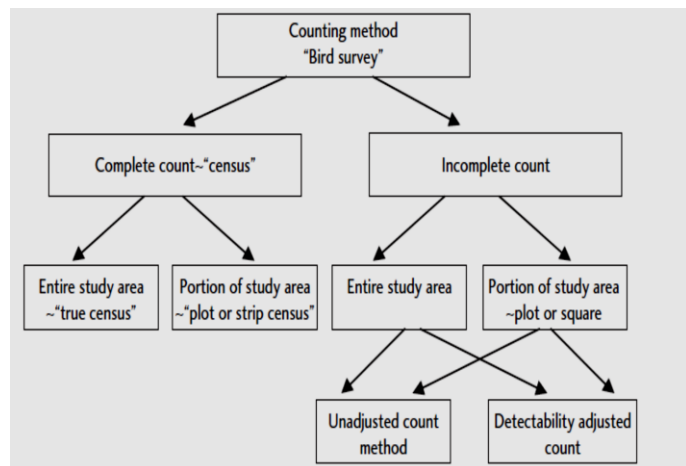 Counting method
“Bird survey”
Complete count~“census”
Incomplete count
Entire study area
~“true census”
Portion of study area
~“plot or strip census”
Entire study area
Portion of study area
~plot or square
Unadjusted count
method
Detectability adjusted
count